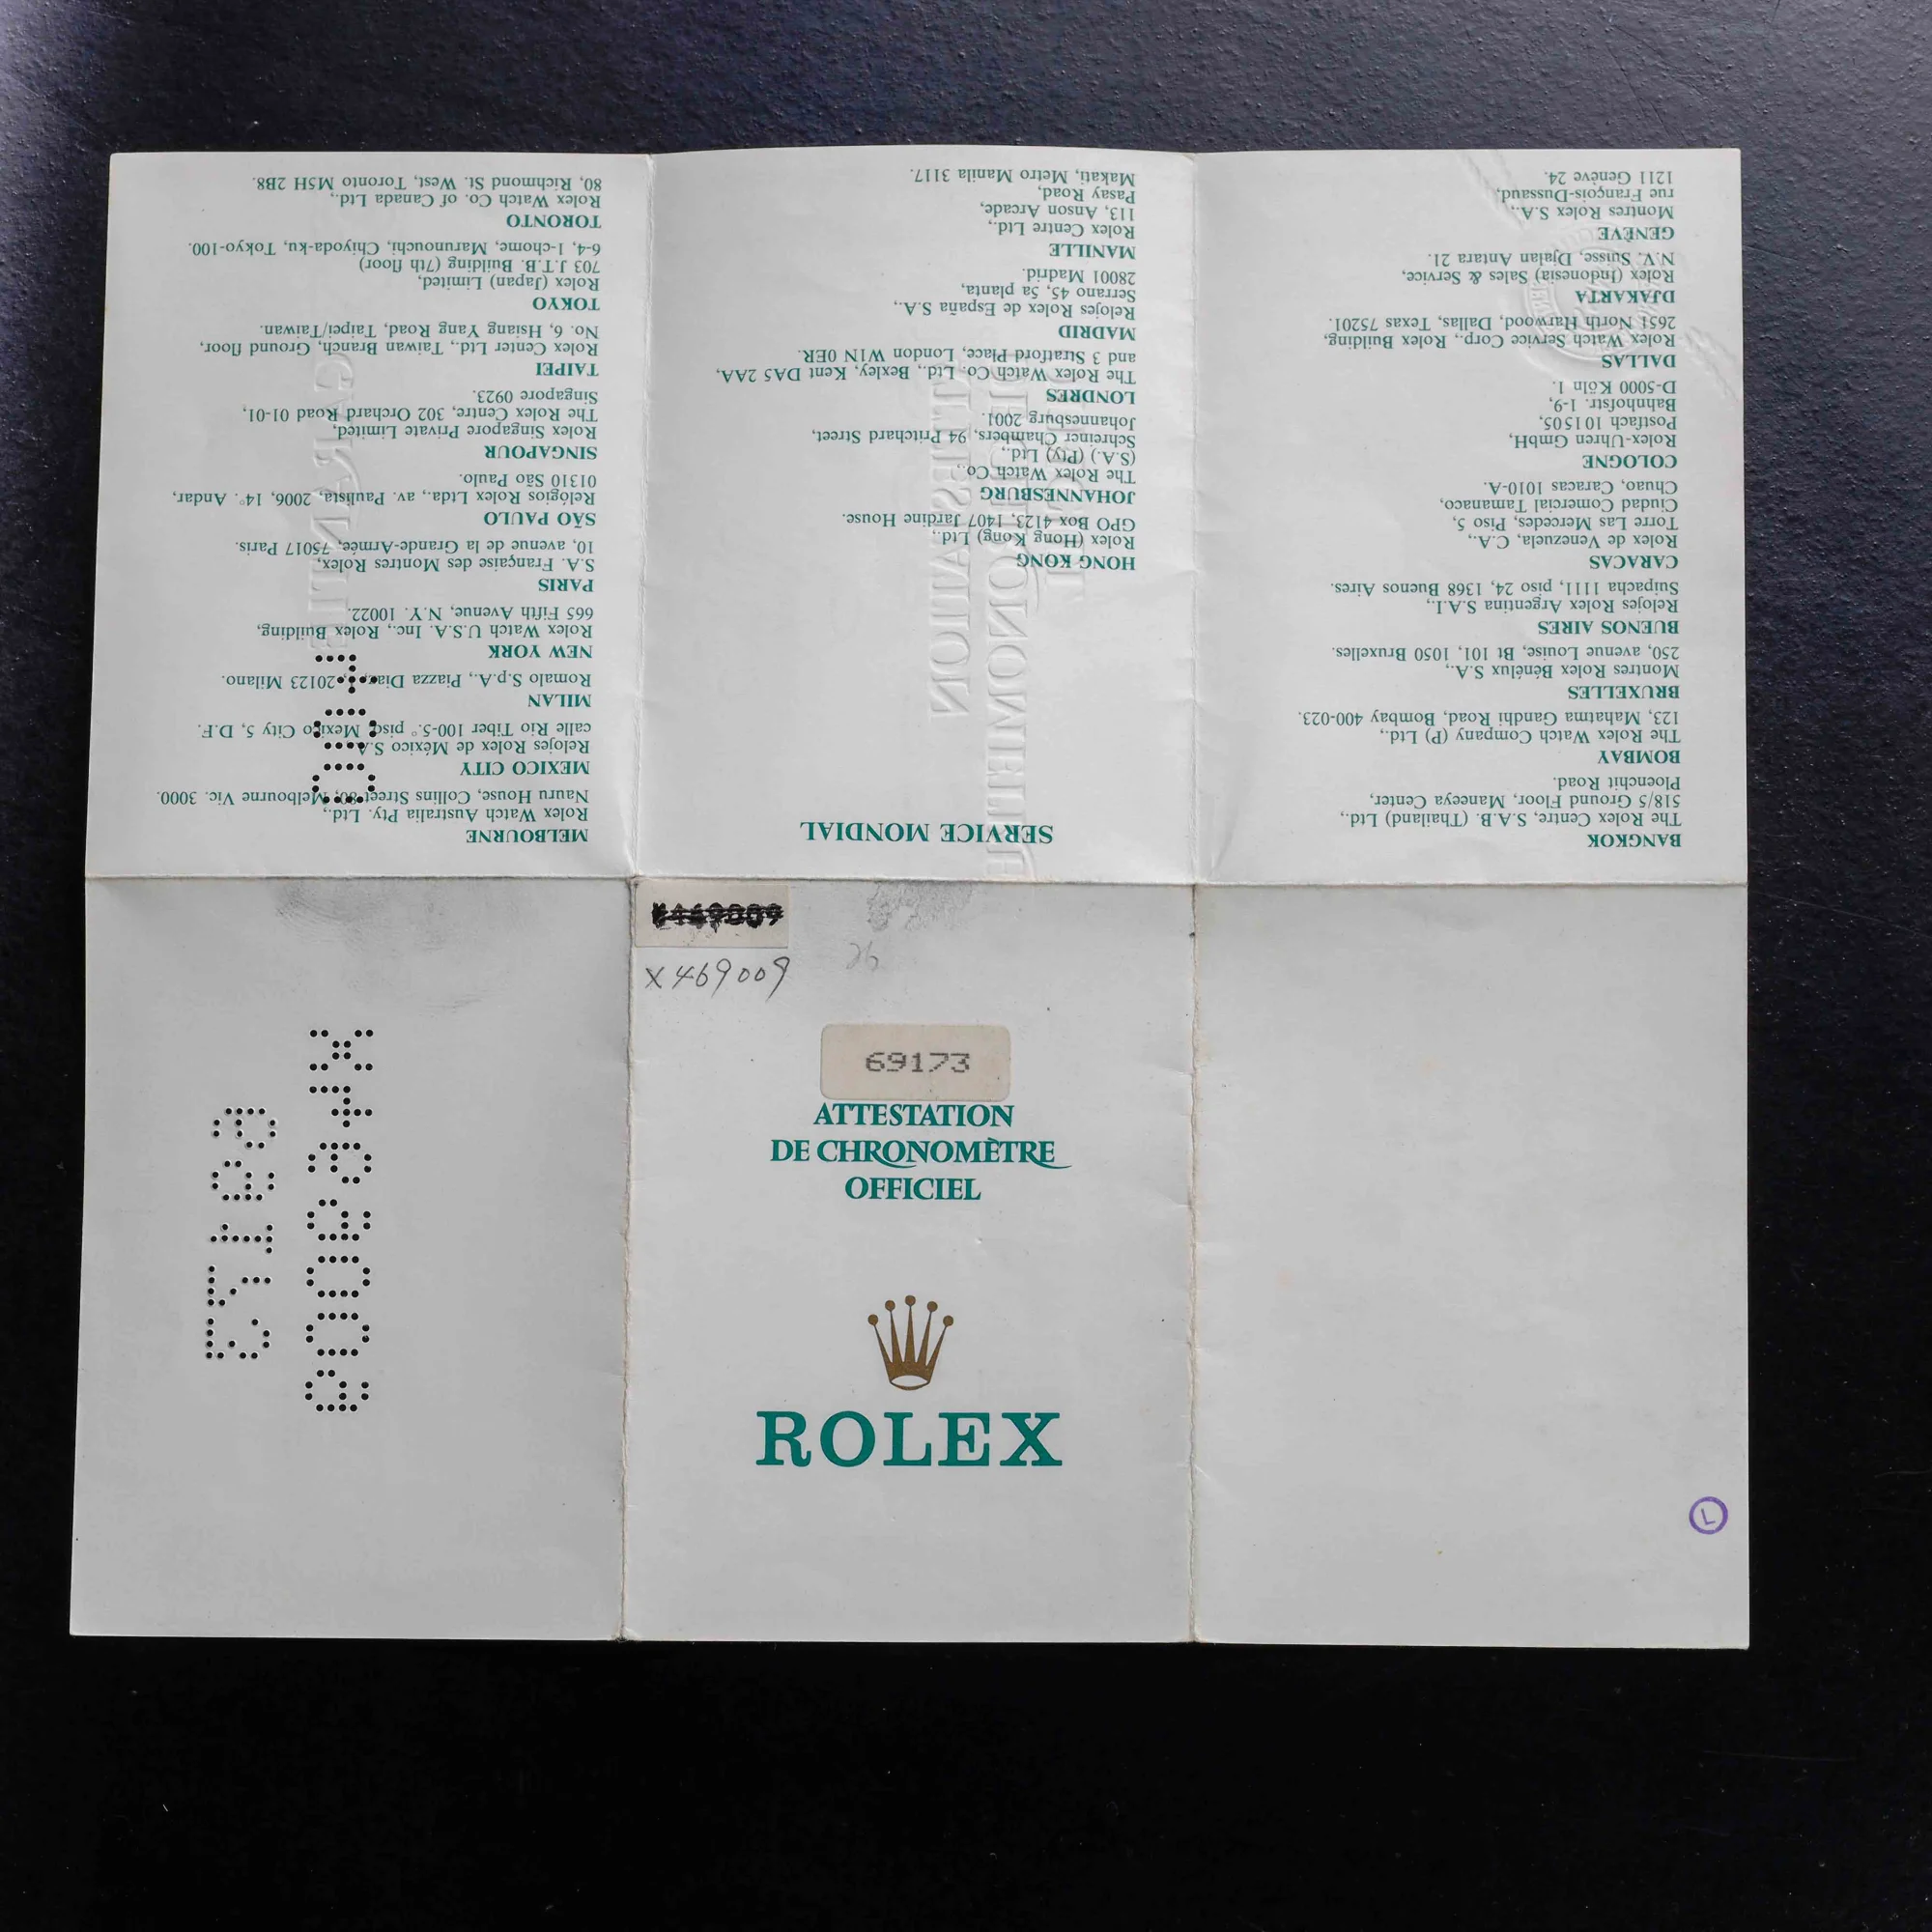 BANGKOK
The Rolex Centre, S.A.B. (Thailand) Ltd.,
518/5 Ground Floor, Maneeya Center,
Ploenchit Road.
BOMBAY
The Rolex Watch Company (P) Ltd.,
123, Mahatma Gandhi Road, Bombay 400-023.
BRUXELLES
Montres Rolex Bénélux S.A.,
250, avenue Louise, Bt 101, 1050 Bruxelles.
BUENOS AIRES
Relojes Rolex Argentina S.A.I.,
Suipacha 1111, piso 24, 1368 Buenos Aires.
CARACAS
Rolex de Venezuela, C.A.,
Torre Las Mercedes, Piso 5,
Ciudad Comercial Tamanaco,
Chuao, Caracas 1010-A.
COLOGNE
Rolex-Uhren GmbH,
Postfach 101505,
Bahnhofstr. 1-9,
D-5000 Köln 1.
DALLAS
Rolex Watch Service Corp., Rolex Building,
2651 North Harwood, Dallas, Texas 75201.
DJAKARTA
Rolex (Indonesia) Sales & Service,
N.V. Suisse, Djalan Antara 21.
GENÈVE
Montres Rolex S.A.,
rue François-Dussaud,
1211 Genève 24.
SERVICE MONDIAL
HONG KONG
Rolex (Hong Kong) Ltd.,
GPO Box 4123, 1407 Jardine House.
JOHANNESBURG
The Rolex Watch Co.,
(S.A.) (Pty) Ltd.,
Schreiner Chambers, 94 Pritchard Street,
Johannesburg 2001.
LONDRES
The Rolex Watch Co. Ltd., Bexley, Kent DA5 2AA,
and 3 Stratford Place, London W1N 0ER.
MADRID
Relojes Rolex de España S.A.,
Serrano 45, 5a planta,
28001 Madrid.
MANILLE
Rolex Centre Ltd.,
113, Anson Arcade,
Pasay Road,
Makati, Metro Manila 3117.
MELBOURNE
Rolex Watch Australia Pty. Ltd.,
Nauru House, Collins Street 80, Melbourne Vic. 3000.
MEXICO CITY
Relojes Rolex de México S.A.,
calle Rio Tiber 100-5.° piso, Mexico City 5, D.F.
MILAN
Romalo S.p.A., Piazza Diaz, 20123 Milano.
NEW YORK
Rolex Watch U.S.A. Inc., Rolex Building,
665 Fifth Avenue, N.Y. 10022.
PARIS
S.A. Française des Montres Rolex,
10, avenue de la Grande-Armée, 75017 Paris.
SÃO PAULO
Relógios Rolex Ltda., av. Paulista, 2006, 14°. Andar,
01310 São Paulo.
SINGAPOUR
Rolex Singapore Private Limited,
The Rolex Centre, 302 Orchard Road 01-01,
Singapore 0923.
TAIPEI
Rolex Center Ltd., Taiwan Branch, Ground floor,
No. 6, Hsiang Yang Road, Taipei/Taiwan.
TOKYO
Rolex (Japan) Limited,
703 J.T.B. Building (7th floor)
6-4, 1-chome, Marunouchi, Chiyoda-ku, Tokyo-100.
TORONTO
Rolex Watch Co. of Canada Ltd.,
80, Richmond St. West, Toronto M5H 2B8.
69173
X469009
X469009
26
69173
ATTESTATION
DE CHRONOMÈTRE
OFFICIEL
ROLEX
L